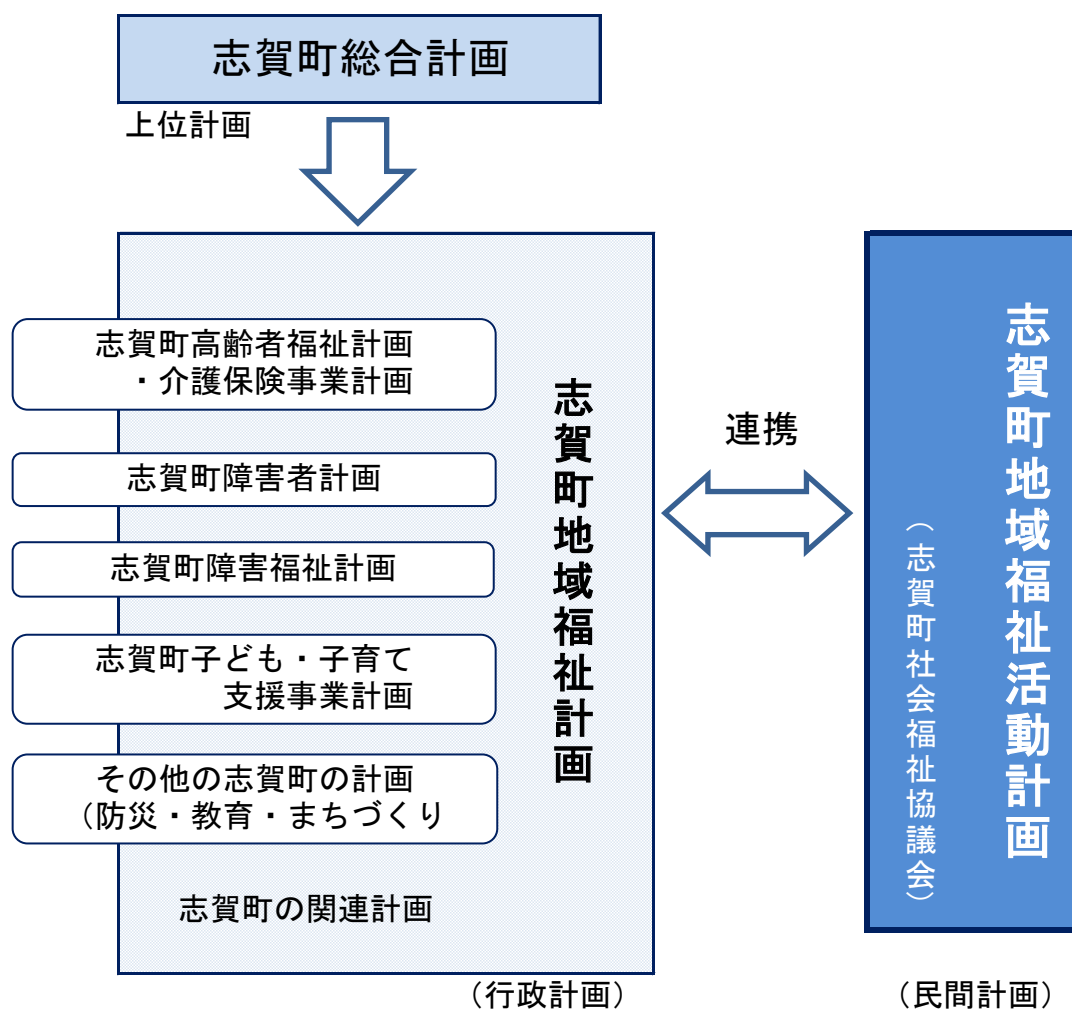 志賀町総合計画
上位計画
志賀町高齢者福祉計画
・介護保険事業計画
志賀町障害者計画
志賀町障害福祉計画
志賀町子ども・子育て
支援事業計画
その他の志賀町の計画
（防災・教育・まちづくり
志賀町の関連計画
志賀町地域福祉計画
（行政計画）
連携
志賀町地域福祉活動計画
（志賀町社会福祉協議会）
（民間計画）